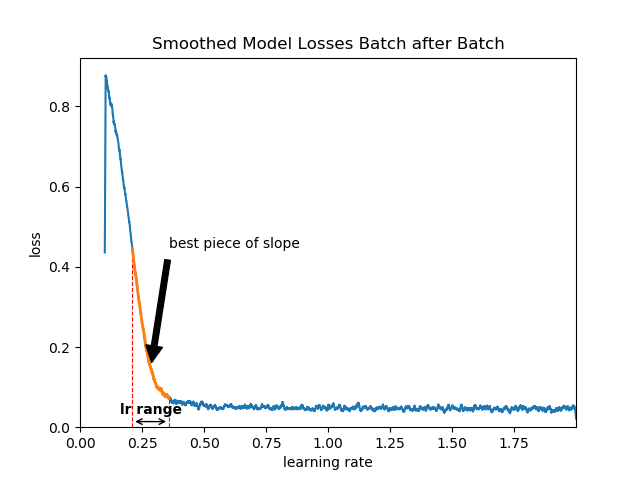 Smoothed Model Losses Batch after Batch
0.8
0.6
0.4
0.2
0.0
loss
best piece of slope
lr range
0.00 0.25 0.50 0.75 1.00 1.25 1.50 1.75
learning rate